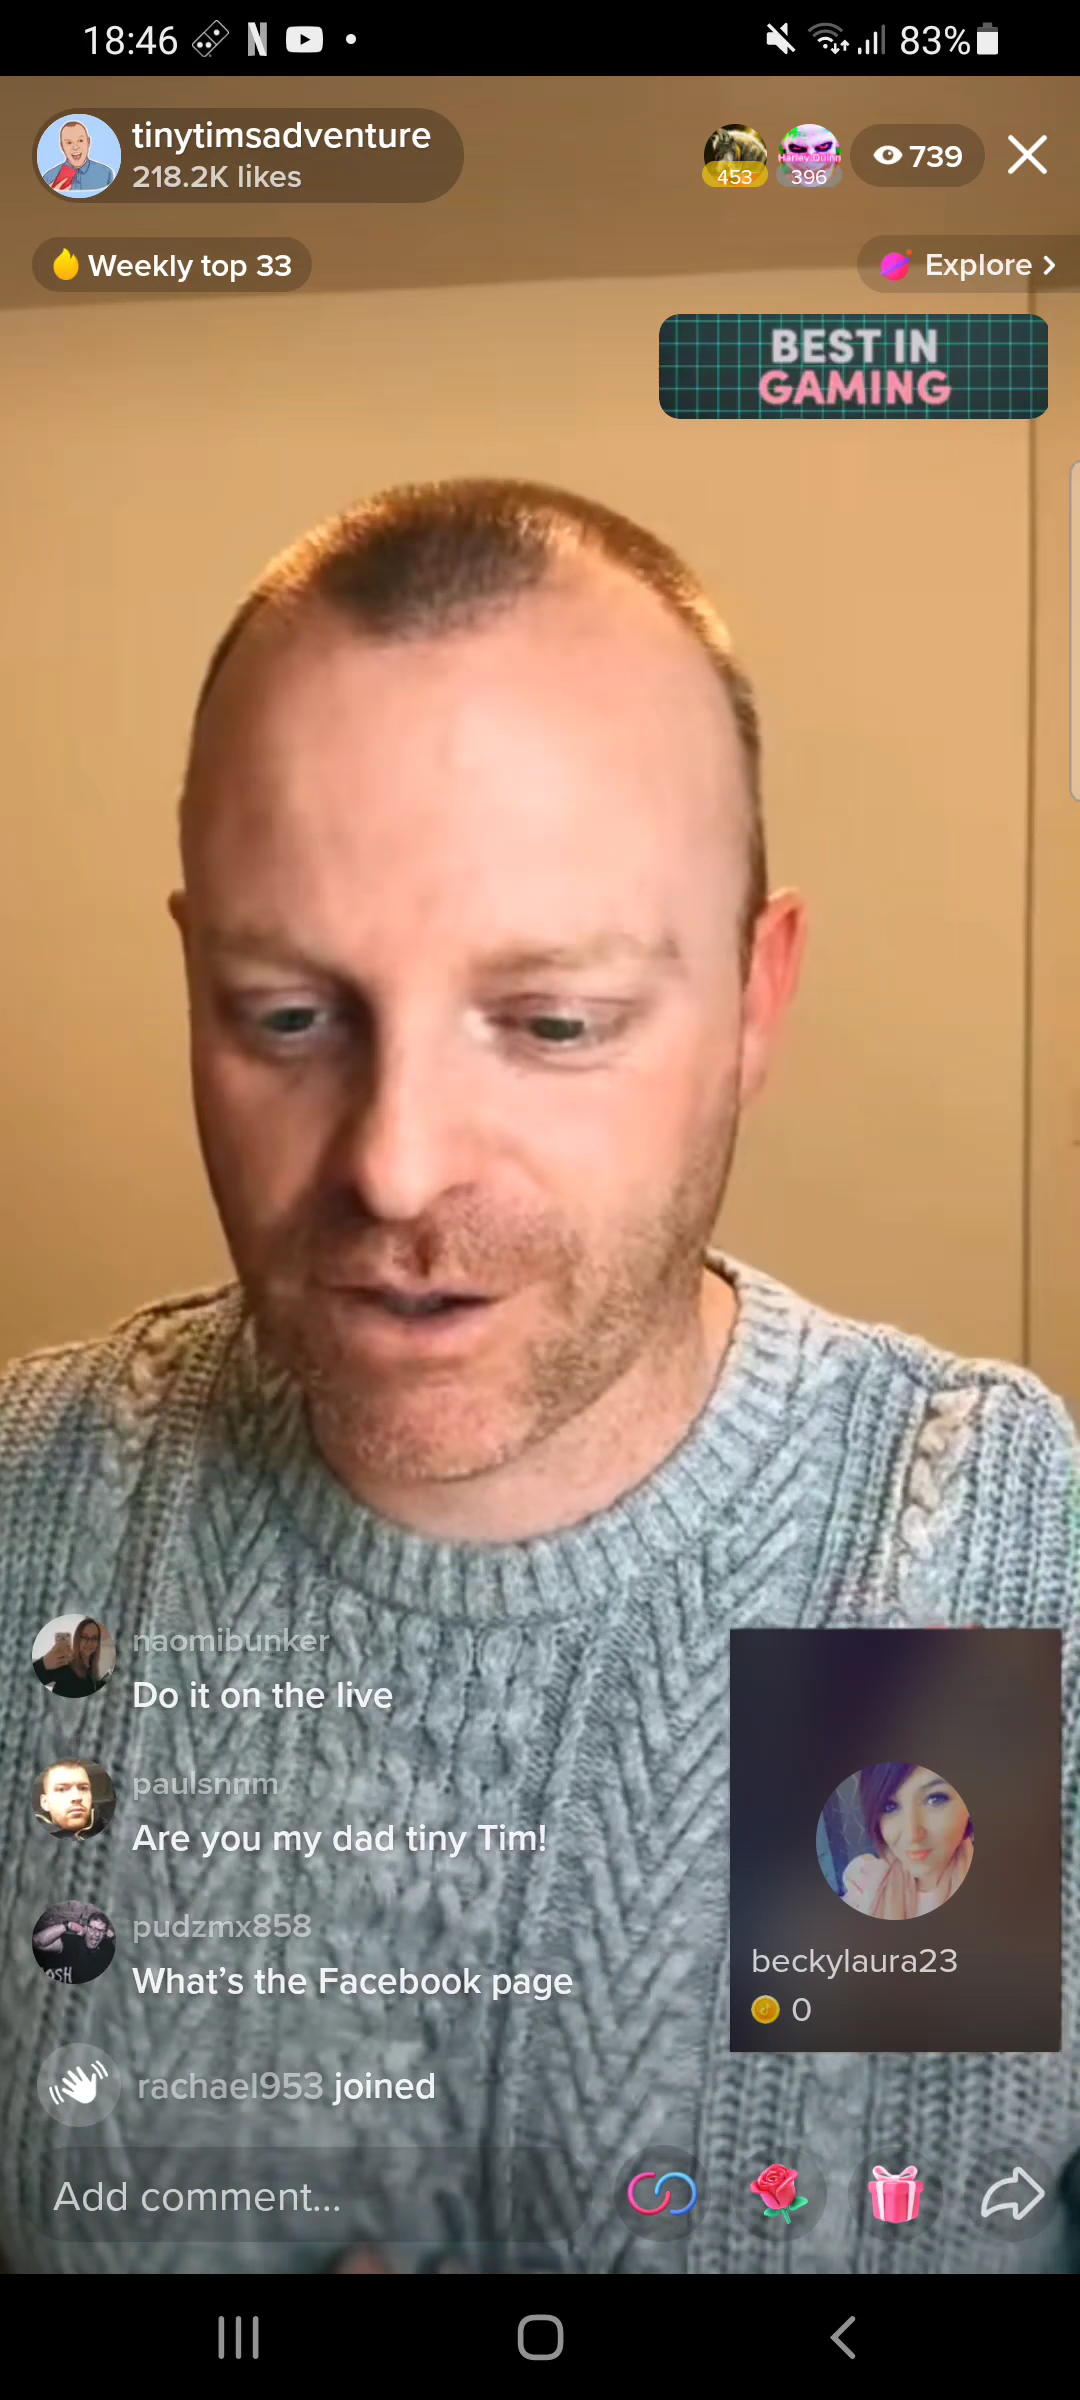 18:46
83%
tinytimsadventure
218.2K likes
453
Harley Quinn
396
739
Weekly top 33
Explore
BEST IN
GAMING
naomibunker
Do it on the live
paulsnnm
Are you my dad tiny Tim!
pudzmx858
What's the Facebook page
rachael953 joined
beckylaura23
0
Add comment...